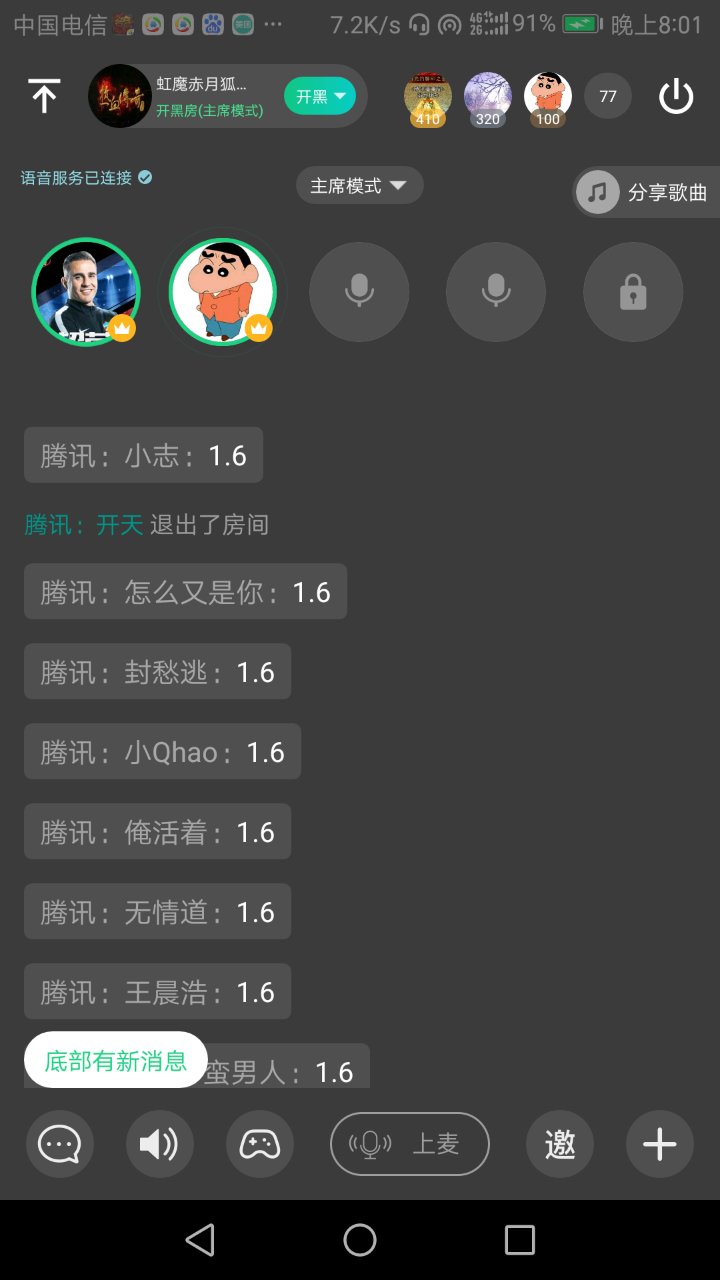 中国电信 ... 7.2K/s 4G 2G 91% 晚上8:01
虹魔赤月狐...
开黑房(主席模式)
开黑
410 320 100 77
语音服务已连接
主席模式
分享歌曲
腾讯：小志：1.6
腾讯：开天 退出了房间
腾讯：怎么又是你：1.6
腾讯：封愁逃：1.6
腾讯：小Qhao：1.6
腾讯：俺活着：1.6
腾讯：无情道：1.6
腾讯：王晨浩：1.6
底部有新消息
蛮男人：1.6
上麦
邀